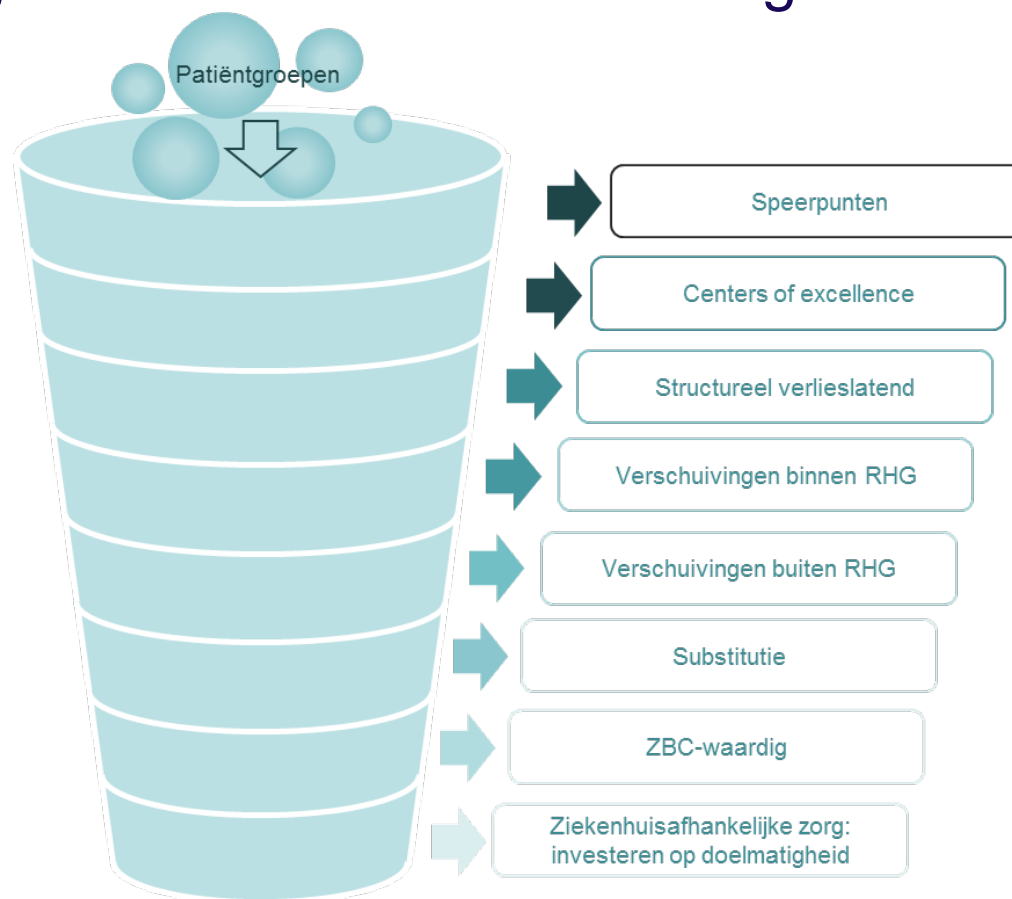 Patiëntgroepen
Speerpunten
Centers of excellence
Structureel verlieslatend
Verschuivingen binnen RHG
Verschuivingen buiten RHG
Substitutie
ZBC-waardig
Ziekenhuisafhankelijke zorg:
investeren op doelmatigheid